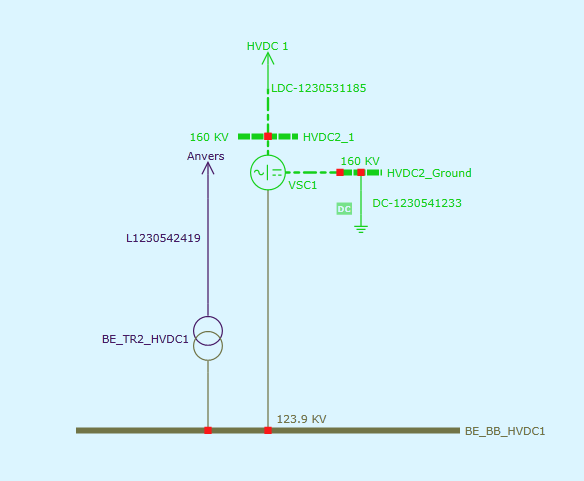 HVDC 1
LDC-1230531185
160 KV
HVDC2_1
Anvers
160 KV
HVDC2_Ground
VSC1
DC-1230541233
DC
L1230542419
BE_TR2_HVDC1
123.9 KV
BE_BB_HVDC1